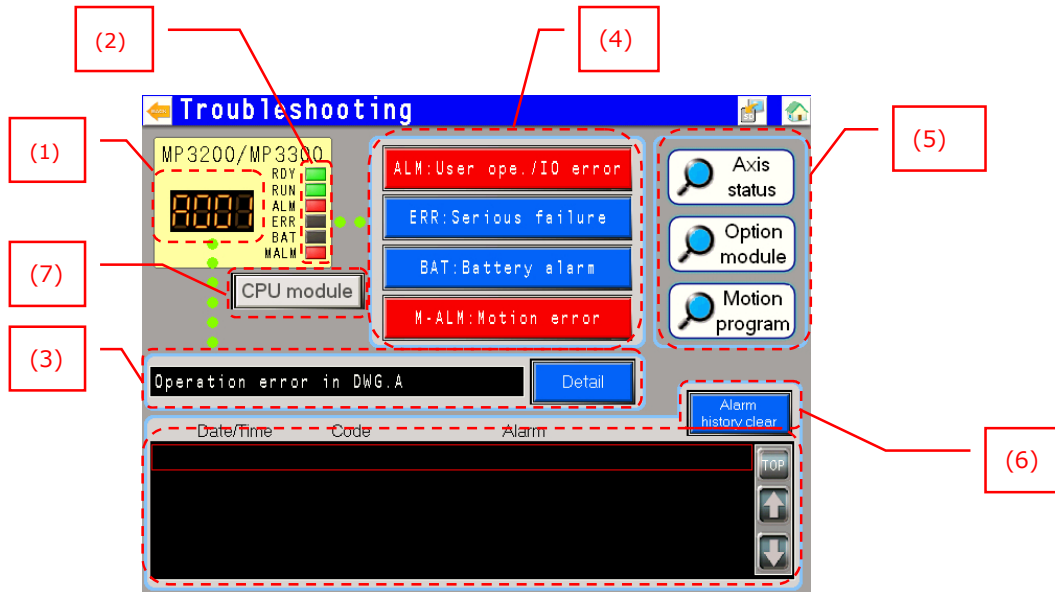 (2)
(4)
Troubleshooting
SD
(1)
(5)
MP3200/MP3300
RDY
RUN
ALM
ERR
BAT
MALM
A001
ALM:User ope./IO error
ERR:Serious failure
BAT:Battery alarm
M-ALM:Motion error
Axis
status
Option
module
Motion
program
(7)
CPU module
(3)
Operation error in DWG.A
Detail
Alarm
history clear
Date/Time Code Alarm
(6)
TOP